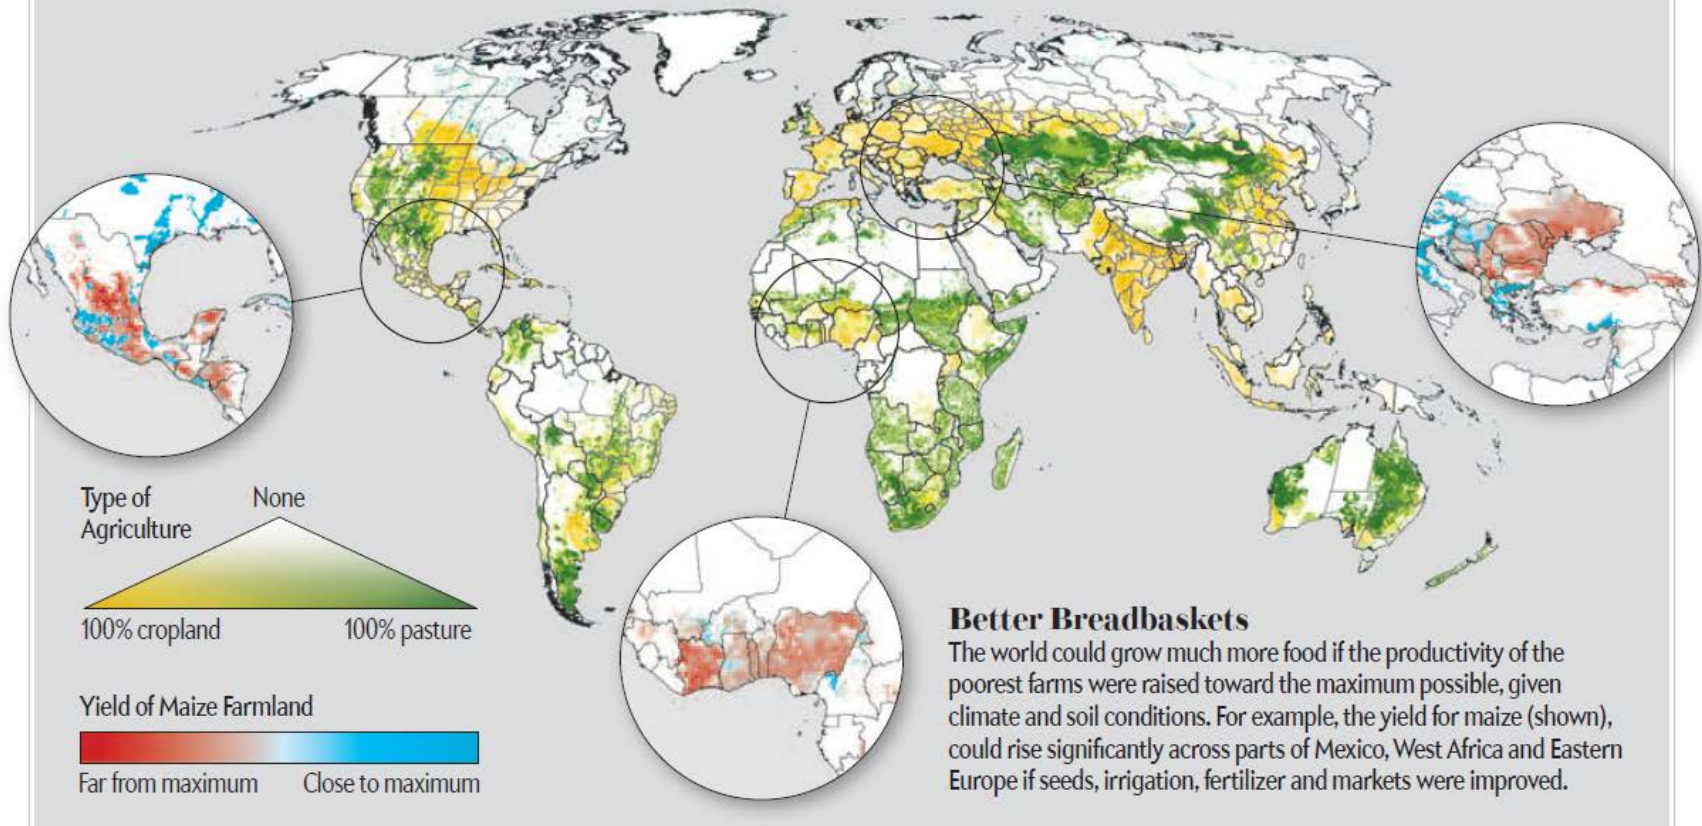 Type of
Agriculture
None
100% cropland
100% pasture
Yield of Maize Farmland
Far from maximum
Close to maximum
Better Breadbaskets
The world could grow much more food if the productivity of the
poorest farms were raised toward the maximum possible, given
climate and soil conditions. For example, the yield for maize (shown),
could rise significantly across parts of Mexico, West Africa and Eastern
Europe if seeds, irrigation, fertilizer and markets were improved.